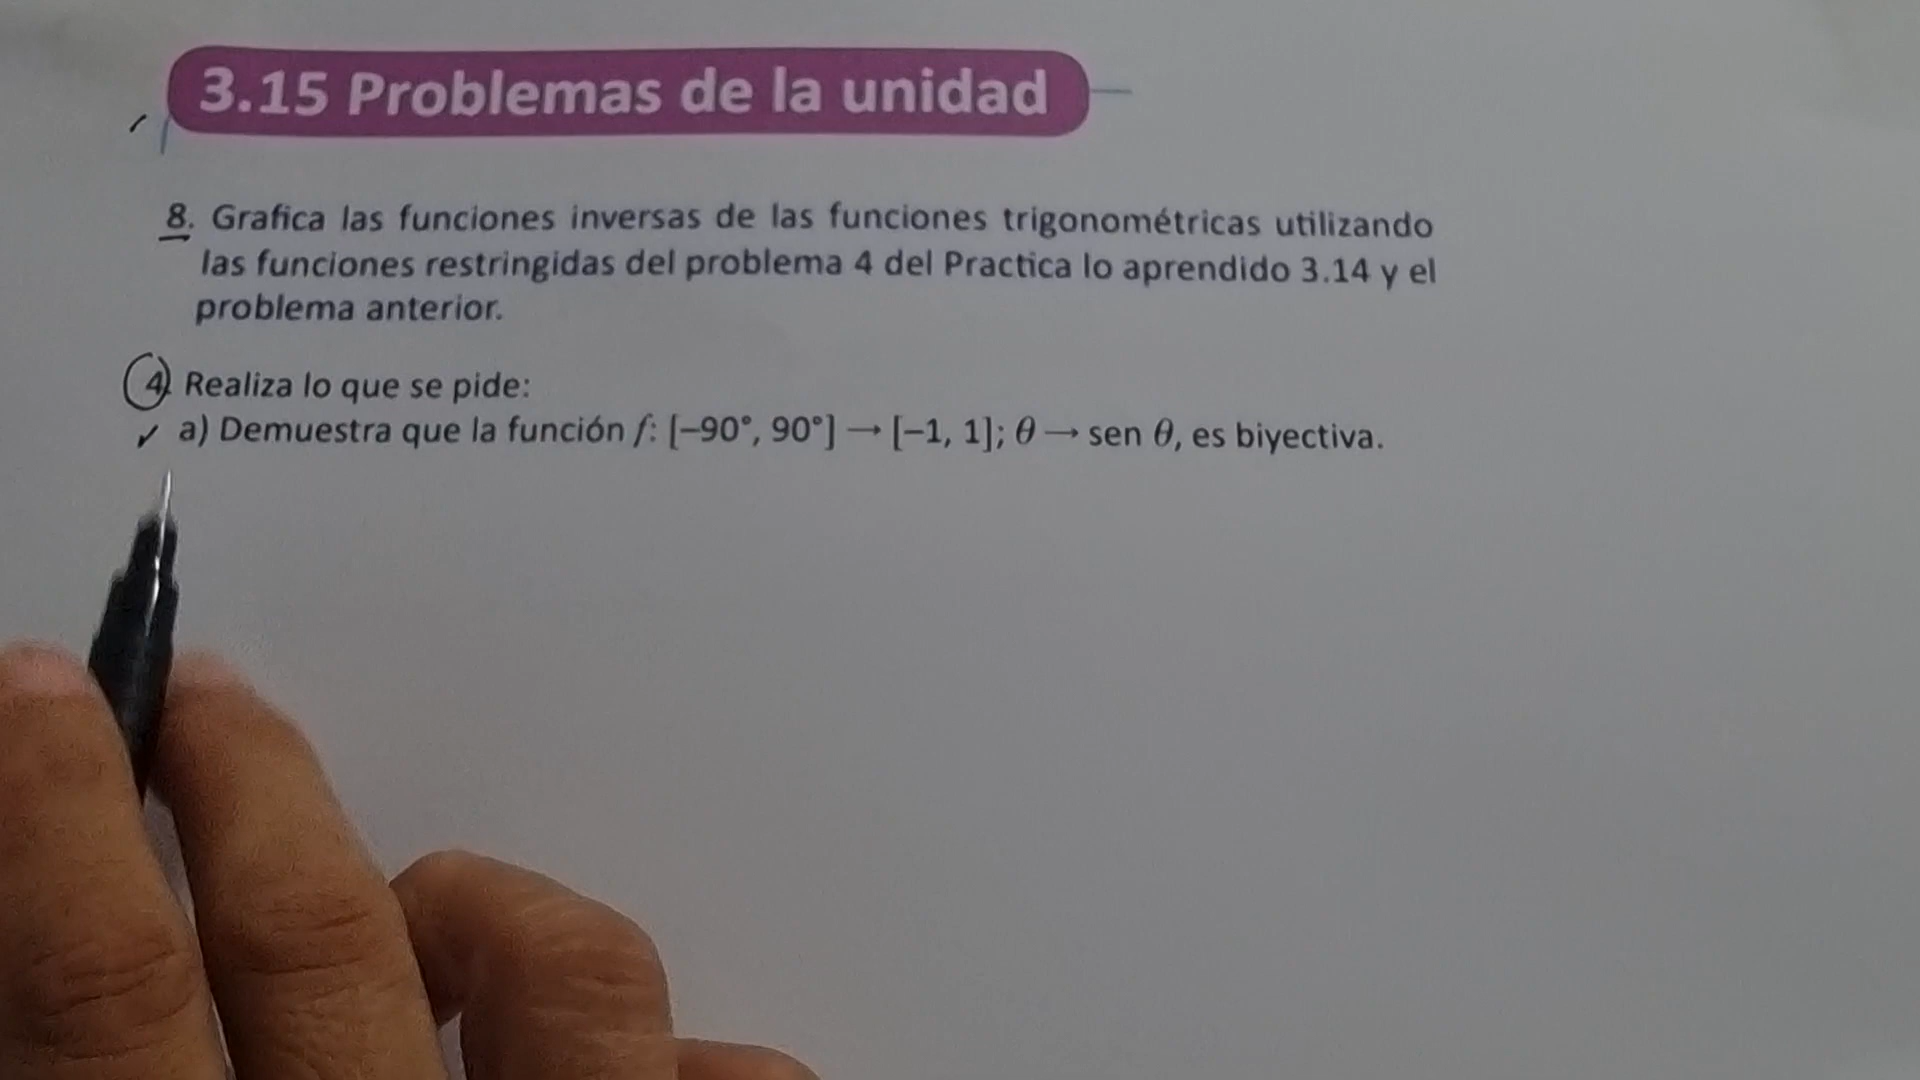 3.15 Problemas de la unidad
8. Grafica las funciones inversas de las funciones trigonométricas utilizando
las funciones restringidas del problema 4 del Practica lo aprendido 3.14 y el
problema anterior.
4. Realiza lo que se pide:
✓ a) Demuestra que la función f: [−90°, 90°] → [−1, 1]; θ → sen θ, es biyectiva.